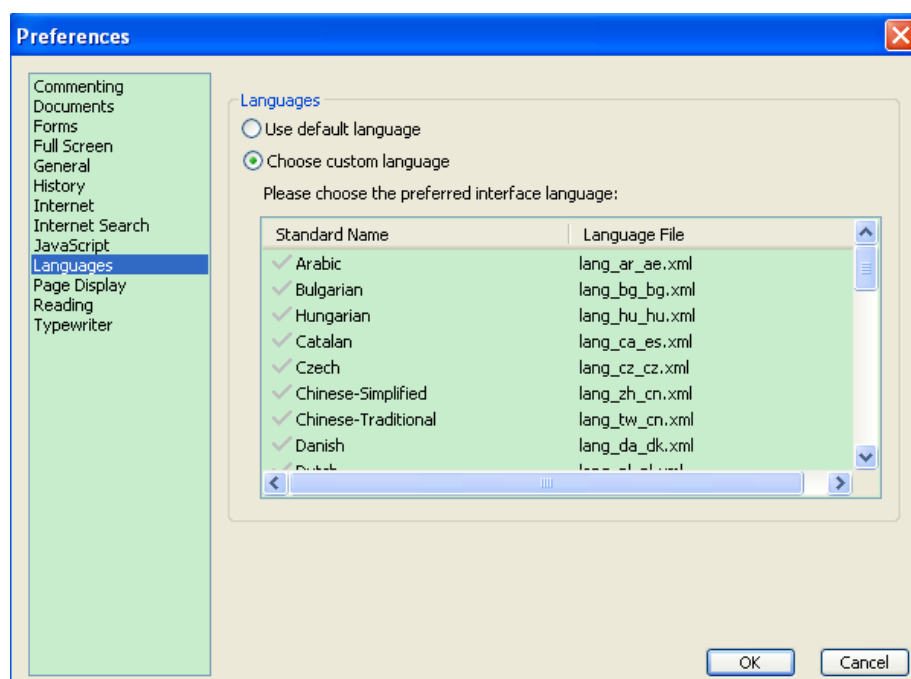 Preferences
Commenting
Documents
Forms
Full Screen
General
History
Internet
Internet Search
JavaScript
Languages
Page Display
Reading
Typewriter
Languages
Use default language
Choose custom language
Please choose the preferred interface language:
Standard Name Language File
Arabic lang_ar_ae.xml
Bulgarian lang_bg_bg.xml
Hungarian lang_hu_hu.xml
Catalan lang_ca_es.xml
Czech lang_cz_cz.xml
Chinese-Simplified lang_zh_cn.xml
Chinese-Traditional lang_tw_cn.xml
Danish lang_da_dk.xml
Dutch lang_nl_nl.xml
OK Cancel